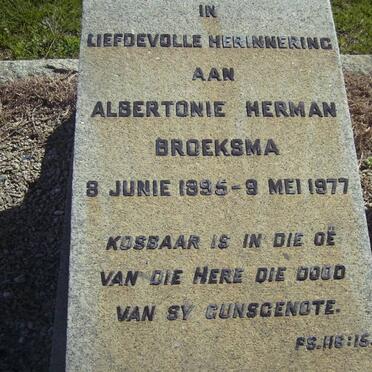 IN
LIEFDEVOLLE HERINNERING
AAN
ALBERTONIE HERMAN
BROEKSMA
8 JUNIE 1895-9 MEI 1977
KOSBAAR IS IN DIE OË
VAN DIE HERE DIE DOOD
VAN SY GUNSGENOTE.
PS.116:15.